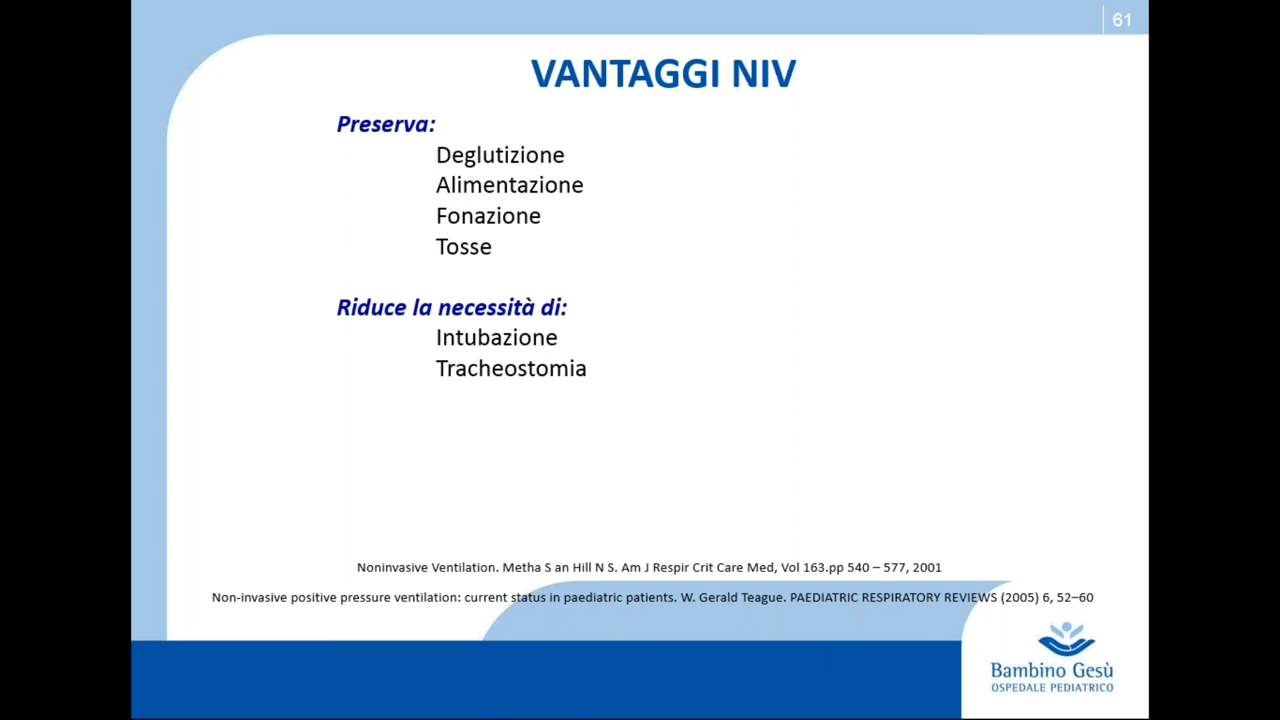 61
VANTAGGI NIV
Preserva:
Deglutizione
Alimentazione
Fonazione
Tosse
Riduce la necessità di:
Intubazione
Tracheostomia
Noninvasive Ventilation. Metha S an Hill N S. Am J Respir Crit Care Med, Vol 163.pp 540 – 577, 2001
Non-invasive positive pressure ventilation: current status in paediatric patients. W. Gerald Teague. PAEDIATRIC RESPIRATORY REVIEWS (2005) 6, 52–60
Bambino Gesù
OSPEDALE PEDIATRICO